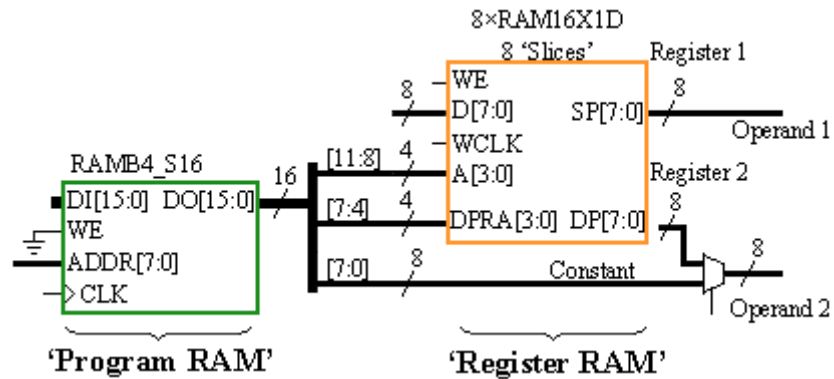 8×RAM16X1D
8 ‘Slices’
Register 1
WE
8
D[7:0]
SP[7:0]
8
Operand 1
WCLK
RAMB4_S16
16
[11:8]
4
A[3:0]
Register 2
DI[15:0]
DO[15:0]
[7:4]
4
DPRA[3:0]
DP[7:0]
8
WE
ADDR[7:0]
[7:0]
8
Constant
8
CLK
Operand 2
‘Program RAM’
‘Register RAM’